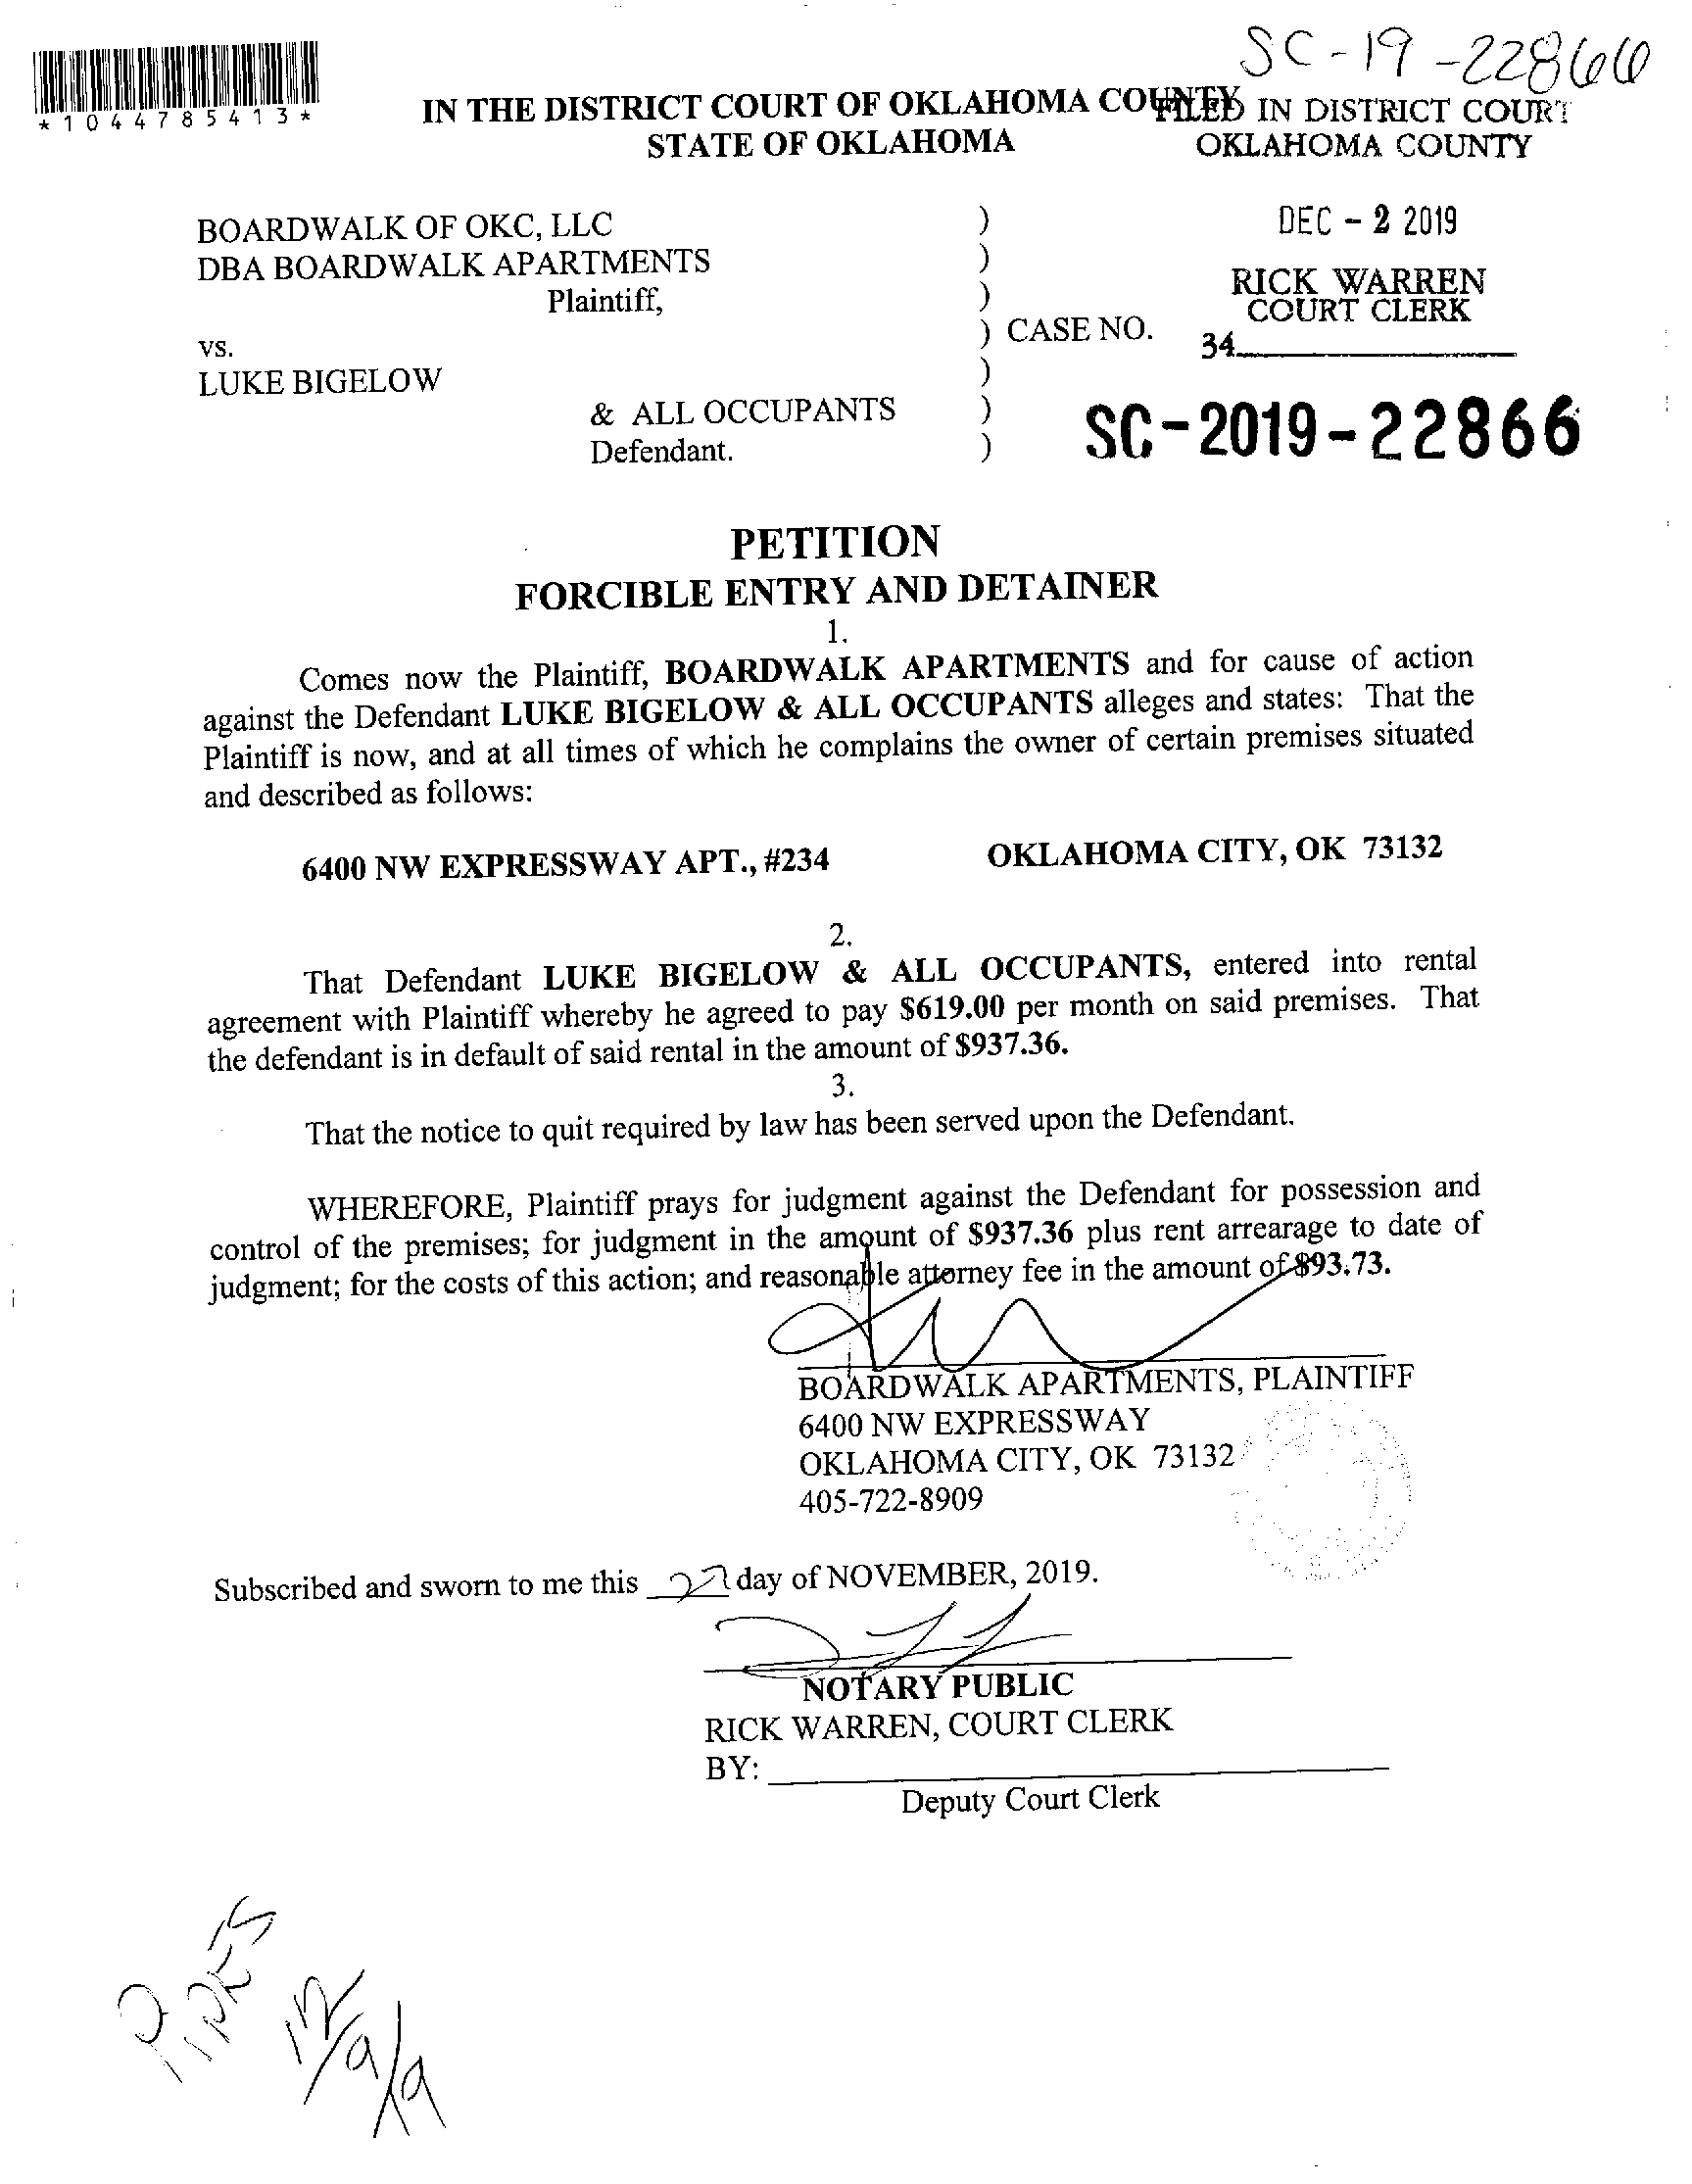 SC-19-22866
*1044785413*
IN THE DISTRICT COURT OF OKLAHOMA COUNTY
STATE OF OKLAHOMA
FILED IN DISTRICT COURT
OKLAHOMA COUNTY
DEC - 2 2019
RICK WARREN
COURT CLERK
34
BOARDWALK OF OKC, LLC )
DBA BOARDWALK APARTMENTS )
Plaintiff, )
) CASE NO.
vs.
LUKE BIGELOW )
& ALL OCCUPANTS )
Defendant. )
SC-2019-22866
PETITION
FORCIBLE ENTRY AND DETAINER
1.
Comes now the Plaintiff, BOARDWALK APARTMENTS and for cause of action
against the Defendant LUKE BIGELOW & ALL OCCUPANTS alleges and states: That the
Plaintiff is now, and at all times of which he complains the owner of certain premises situated
and described as follows:
6400 NW EXPRESSWAY APT., #234 OKLAHOMA CITY, OK 73132
2.
That Defendant LUKE BIGELOW & ALL OCCUPANTS, entered into rental
agreement with Plaintiff whereby he agreed to pay $619.00 per month on said premises. That
the defendant is in default of said rental in the amount of $937.36.
3.
That the notice to quit required by law has been served upon the Defendant.
WHEREFORE, Plaintiff prays for judgment against the Defendant for possession and
control of the premises; for judgment in the amount of $937.36 plus rent arrearage to date of
judgment; for the costs of this action; and reasonable attorney fee in the amount of $93.73.
BOARDWALK APARTMENTS, PLAINTIFF
6400 NW EXPRESSWAY
OKLAHOMA CITY, OK 73132
405-722-8909
Subscribed and sworn to me this 27 day of NOVEMBER, 2019.
NOTARY PUBLIC
RICK WARREN, COURT CLERK
BY:
Deputy Court Clerk